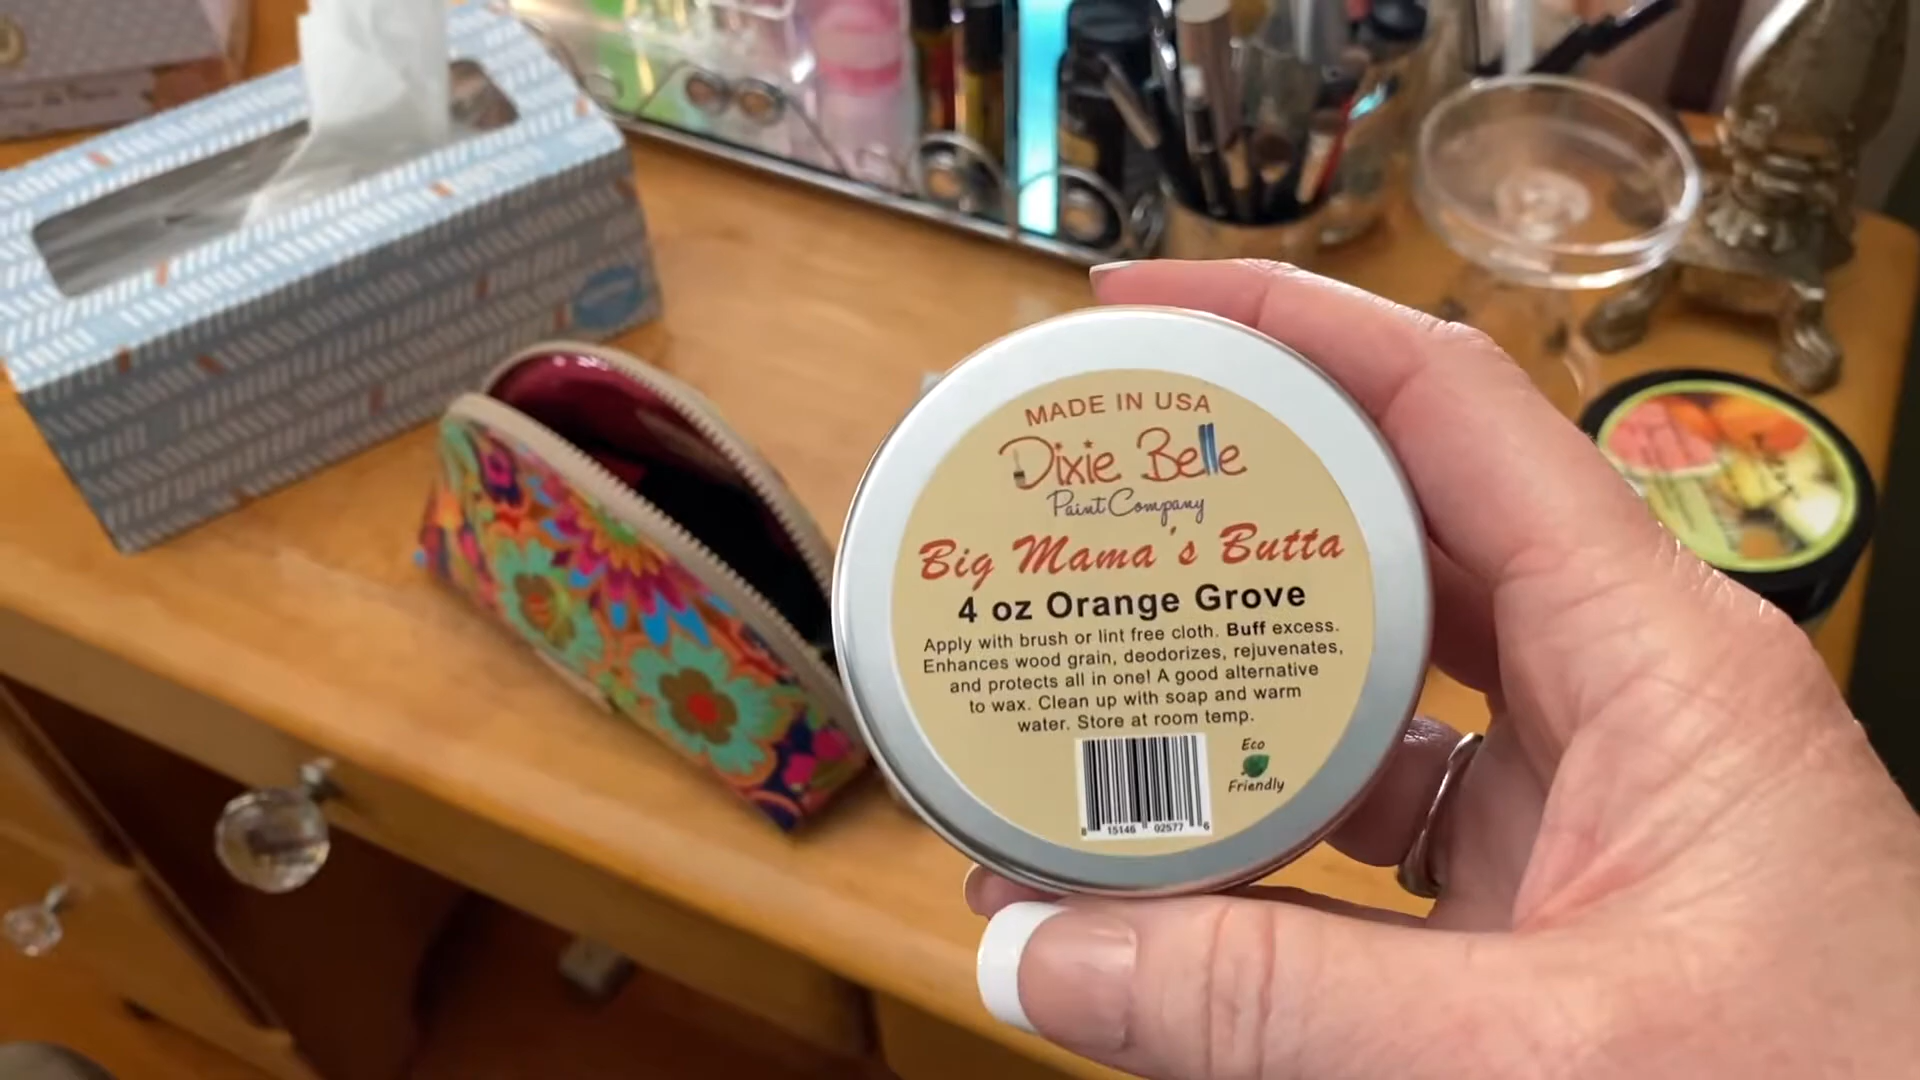 MADE IN USA
Dixie Belle
Paint Company
Big Mama's Butta
4 oz Orange Grove
Apply with brush or lint free cloth. Buff excess.
Enhances wood grain, deodorizes, rejuvenates,
and protects all in one! A good alternative
to wax. Clean up with soap and warm
water. Store at room temp.
Eco
Friendly
8 15146 02577 6